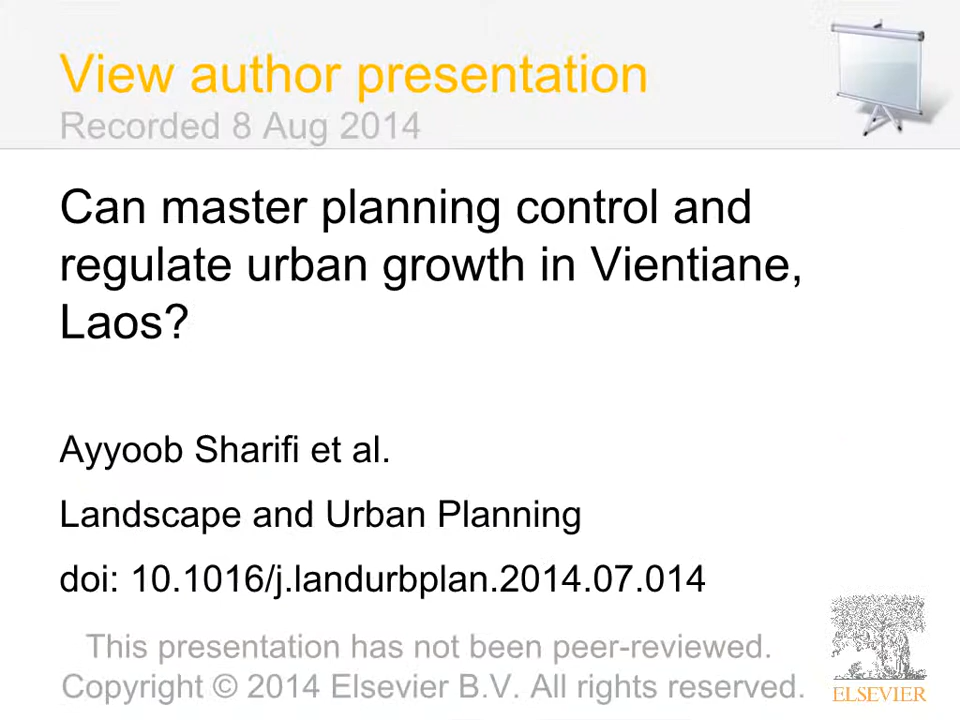 View author presentation
Recorded 8 Aug 2014
Can master planning control and
regulate urban growth in Vientiane,
Laos?
Ayyoob Sharifi et al.
Landscape and Urban Planning
doi: 10.1016/j.landurbplan.2014.07.014
This presentation has not been peer-reviewed.
Copyright © 2014 Elsevier B.V. All rights reserved.
ELSEVIER